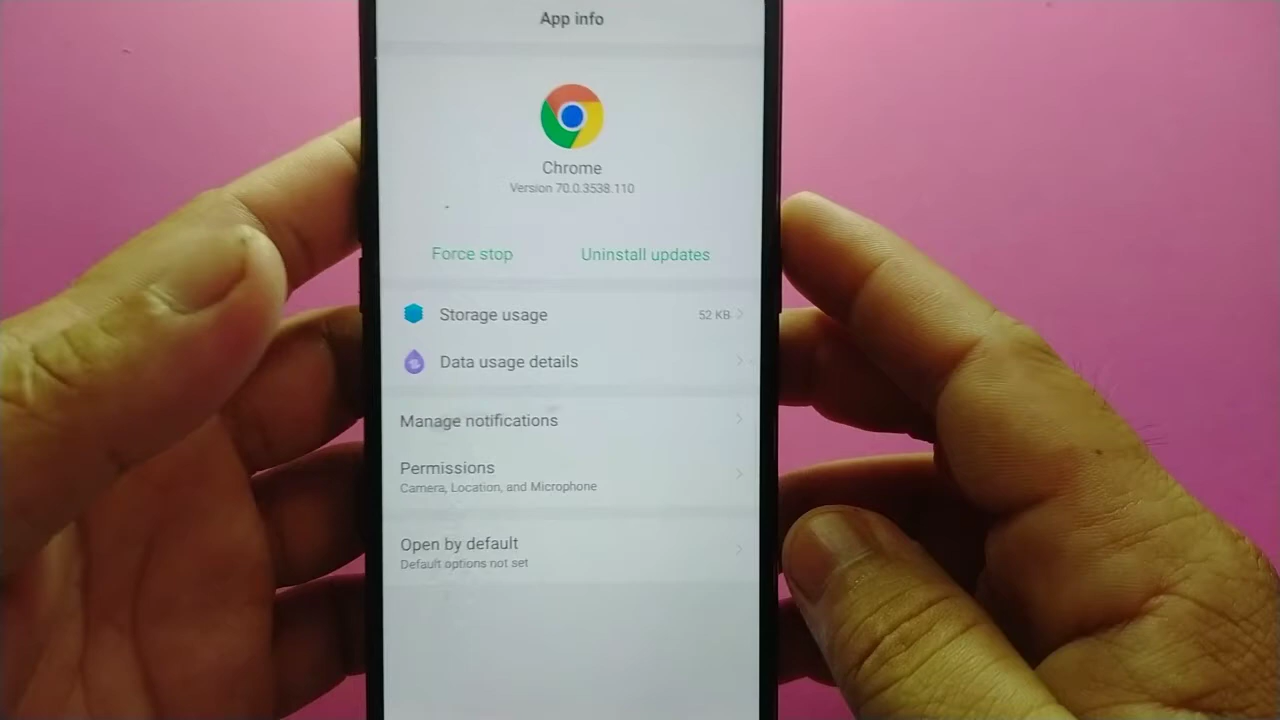 App info
Chrome
Version 70.0.3538.110
Force stop
Uninstall updates
Storage usage
52 KB
Data usage details
Manage notifications
Permissions
Camera, Location, and Microphone
Open by default
Default options not set